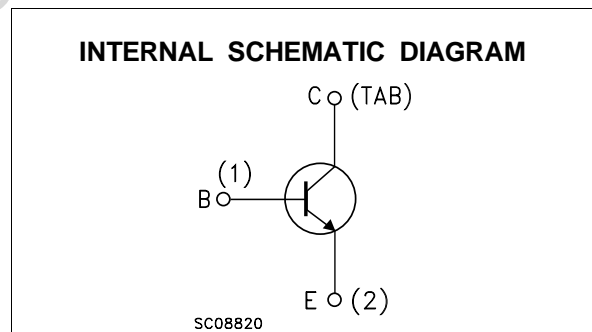 INTERNAL SCHEMATIC DIAGRAM
C (TAB)
(1)
B
E (2)
SC08820